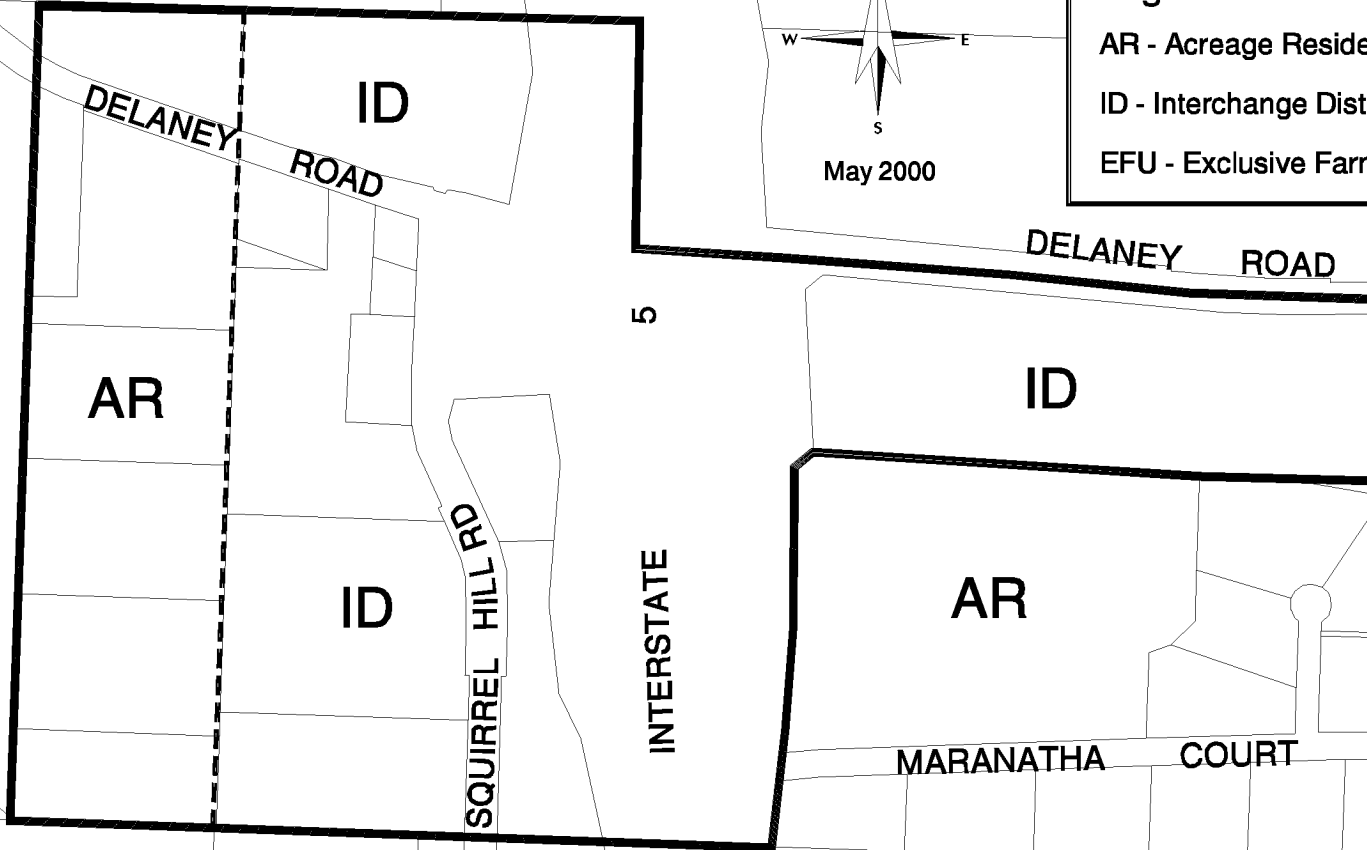 AR - Acreage Reside
ID - Interchange Dist
EFU - Exclusive Farm
W E
S
May 2000
DELANEY ROAD
ID
DELANEY ROAD
5
AR
ID
SQUIRREL HILL RD
ID
INTERSTATE
AR
MARANATHA COURT